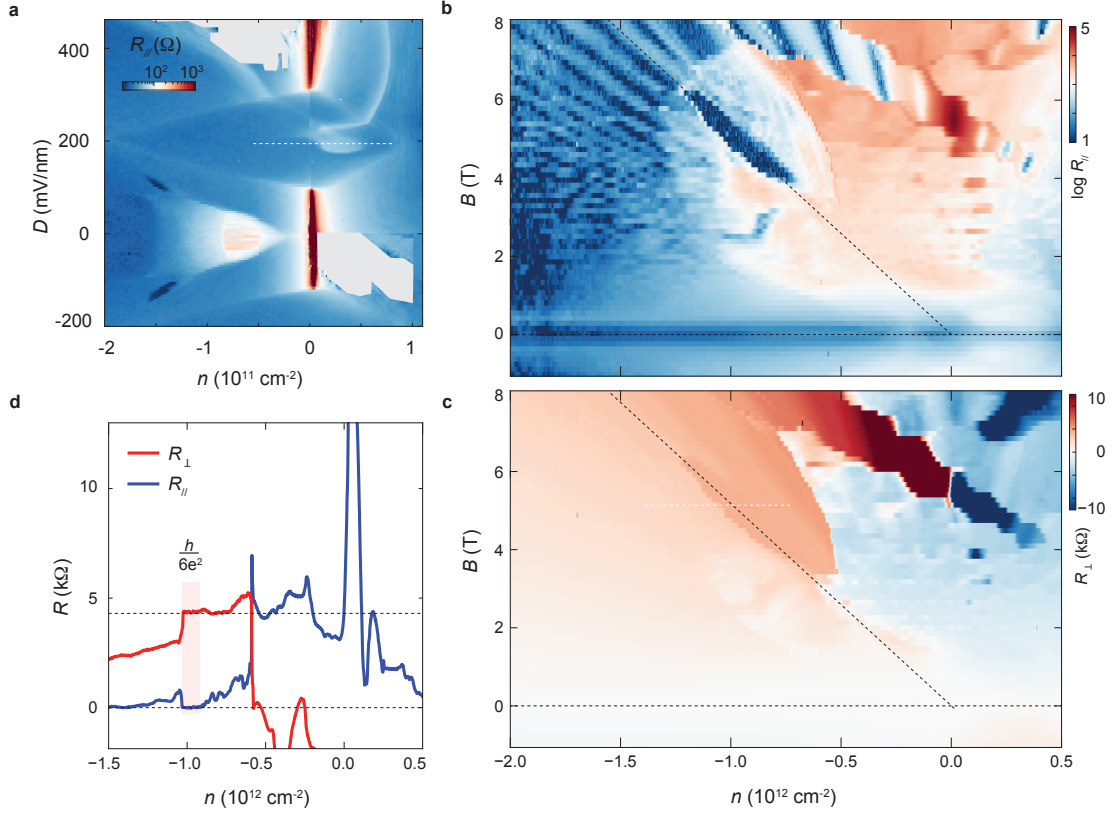 a
R// (Ω)
10² 10³
400
200
0
-200
D (mV/nm)
-2 -1 0 1
n (10¹¹ cm⁻²)
b
8
6
4
2
0
B (T)
5
1
log R//
c
8
6
4
2
0
B (T)
10
0
−10
R⊥ (kΩ)
−2.0 −1.5 −1.0 −0.5 0.0 0.5
n (10¹² cm⁻²)
d
R⊥
R//
h
6e²
10
5
0
R (kΩ)
−1.5 −1.0 −0.5 0.0 0.5
n (10¹² cm⁻²)